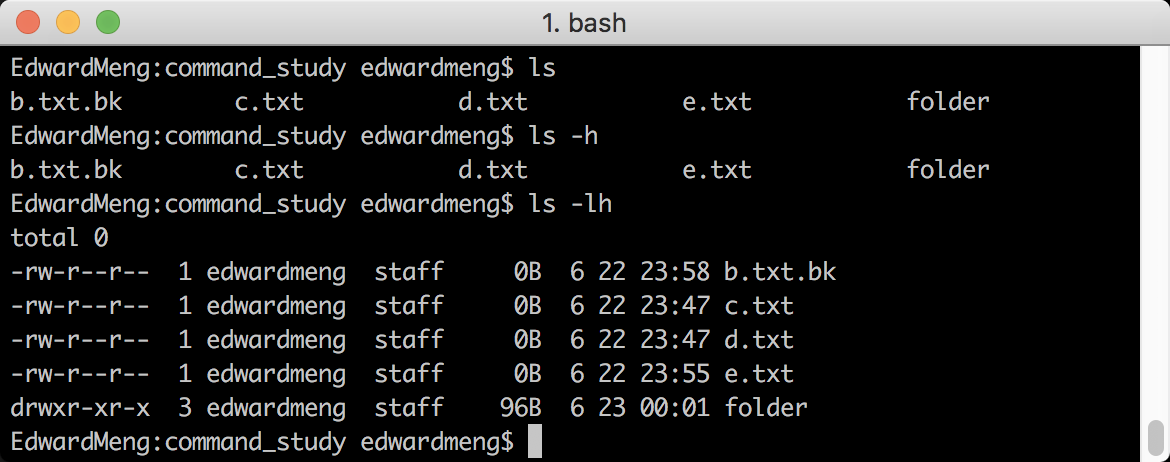 1. bash
EdwardMeng:command_study edwardmeng$ ls
b.txt.bk        c.txt           d.txt           e.txt           folder
EdwardMeng:command_study edwardmeng$ ls -h
b.txt.bk        c.txt           d.txt           e.txt           folder
EdwardMeng:command_study edwardmeng$ ls -lh
total 0
-rw-r--r--  1 edwardmeng  staff     0B  6 22 23:58 b.txt.bk
-rw-r--r--  1 edwardmeng  staff     0B  6 22 23:47 c.txt
-rw-r--r--  1 edwardmeng  staff     0B  6 22 23:47 d.txt
-rw-r--r--  1 edwardmeng  staff     0B  6 22 23:55 e.txt
drwxr-xr-x  3 edwardmeng  staff    96B  6 23 00:01 folder
EdwardMeng:command_study edwardmeng$